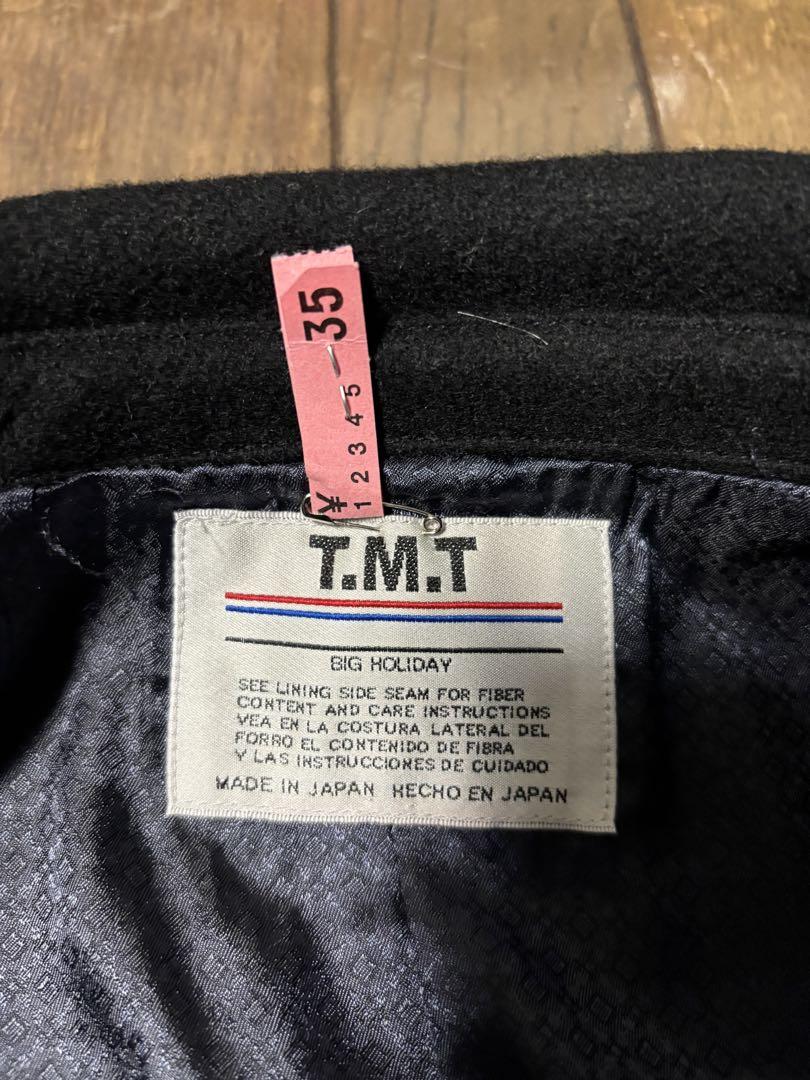 35
¥ 1 2 3 4 5
T.M.T
BIG HOLIDAY
SEE LINING SIDE SEAM FOR FIBER
CONTENT AND CARE INSTRUCTIONS
VEA EN LA COSTURA LATERAL DEL
FORRO EL CONTENIDO DE FIBRA
Y LAS INSTRUCCIONES DE CUIDADO
MADE IN JAPAN HECHO EN JAPAN